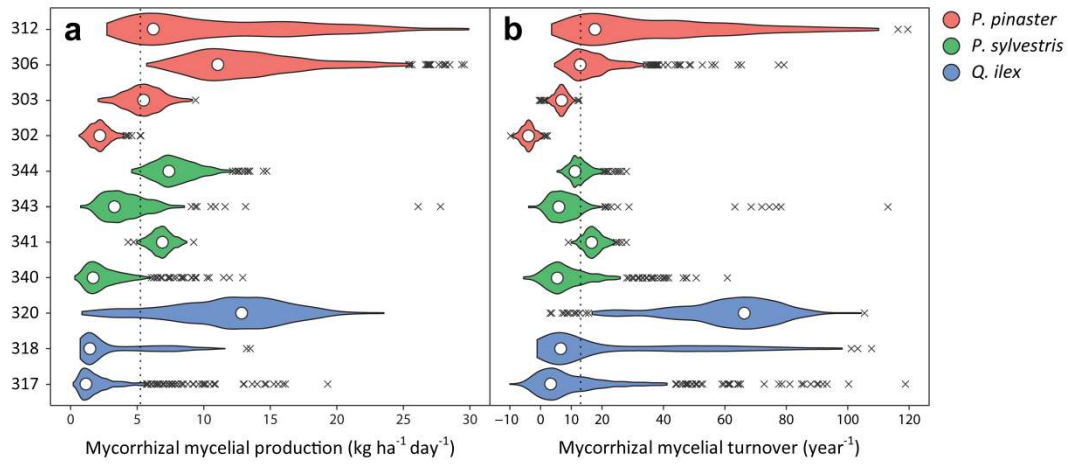 a
b
P. pinaster
P. sylvestris
Q. ilex
312
306
303
302
344
343
341
340
320
318
317
0 5 10 15 20 25 30
−10 0 10 20 40 60 80 100 120
Mycorrhizal mycelial production (kg ha⁻¹ day⁻¹)
Mycorrhizal mycelial turnover (year⁻¹)